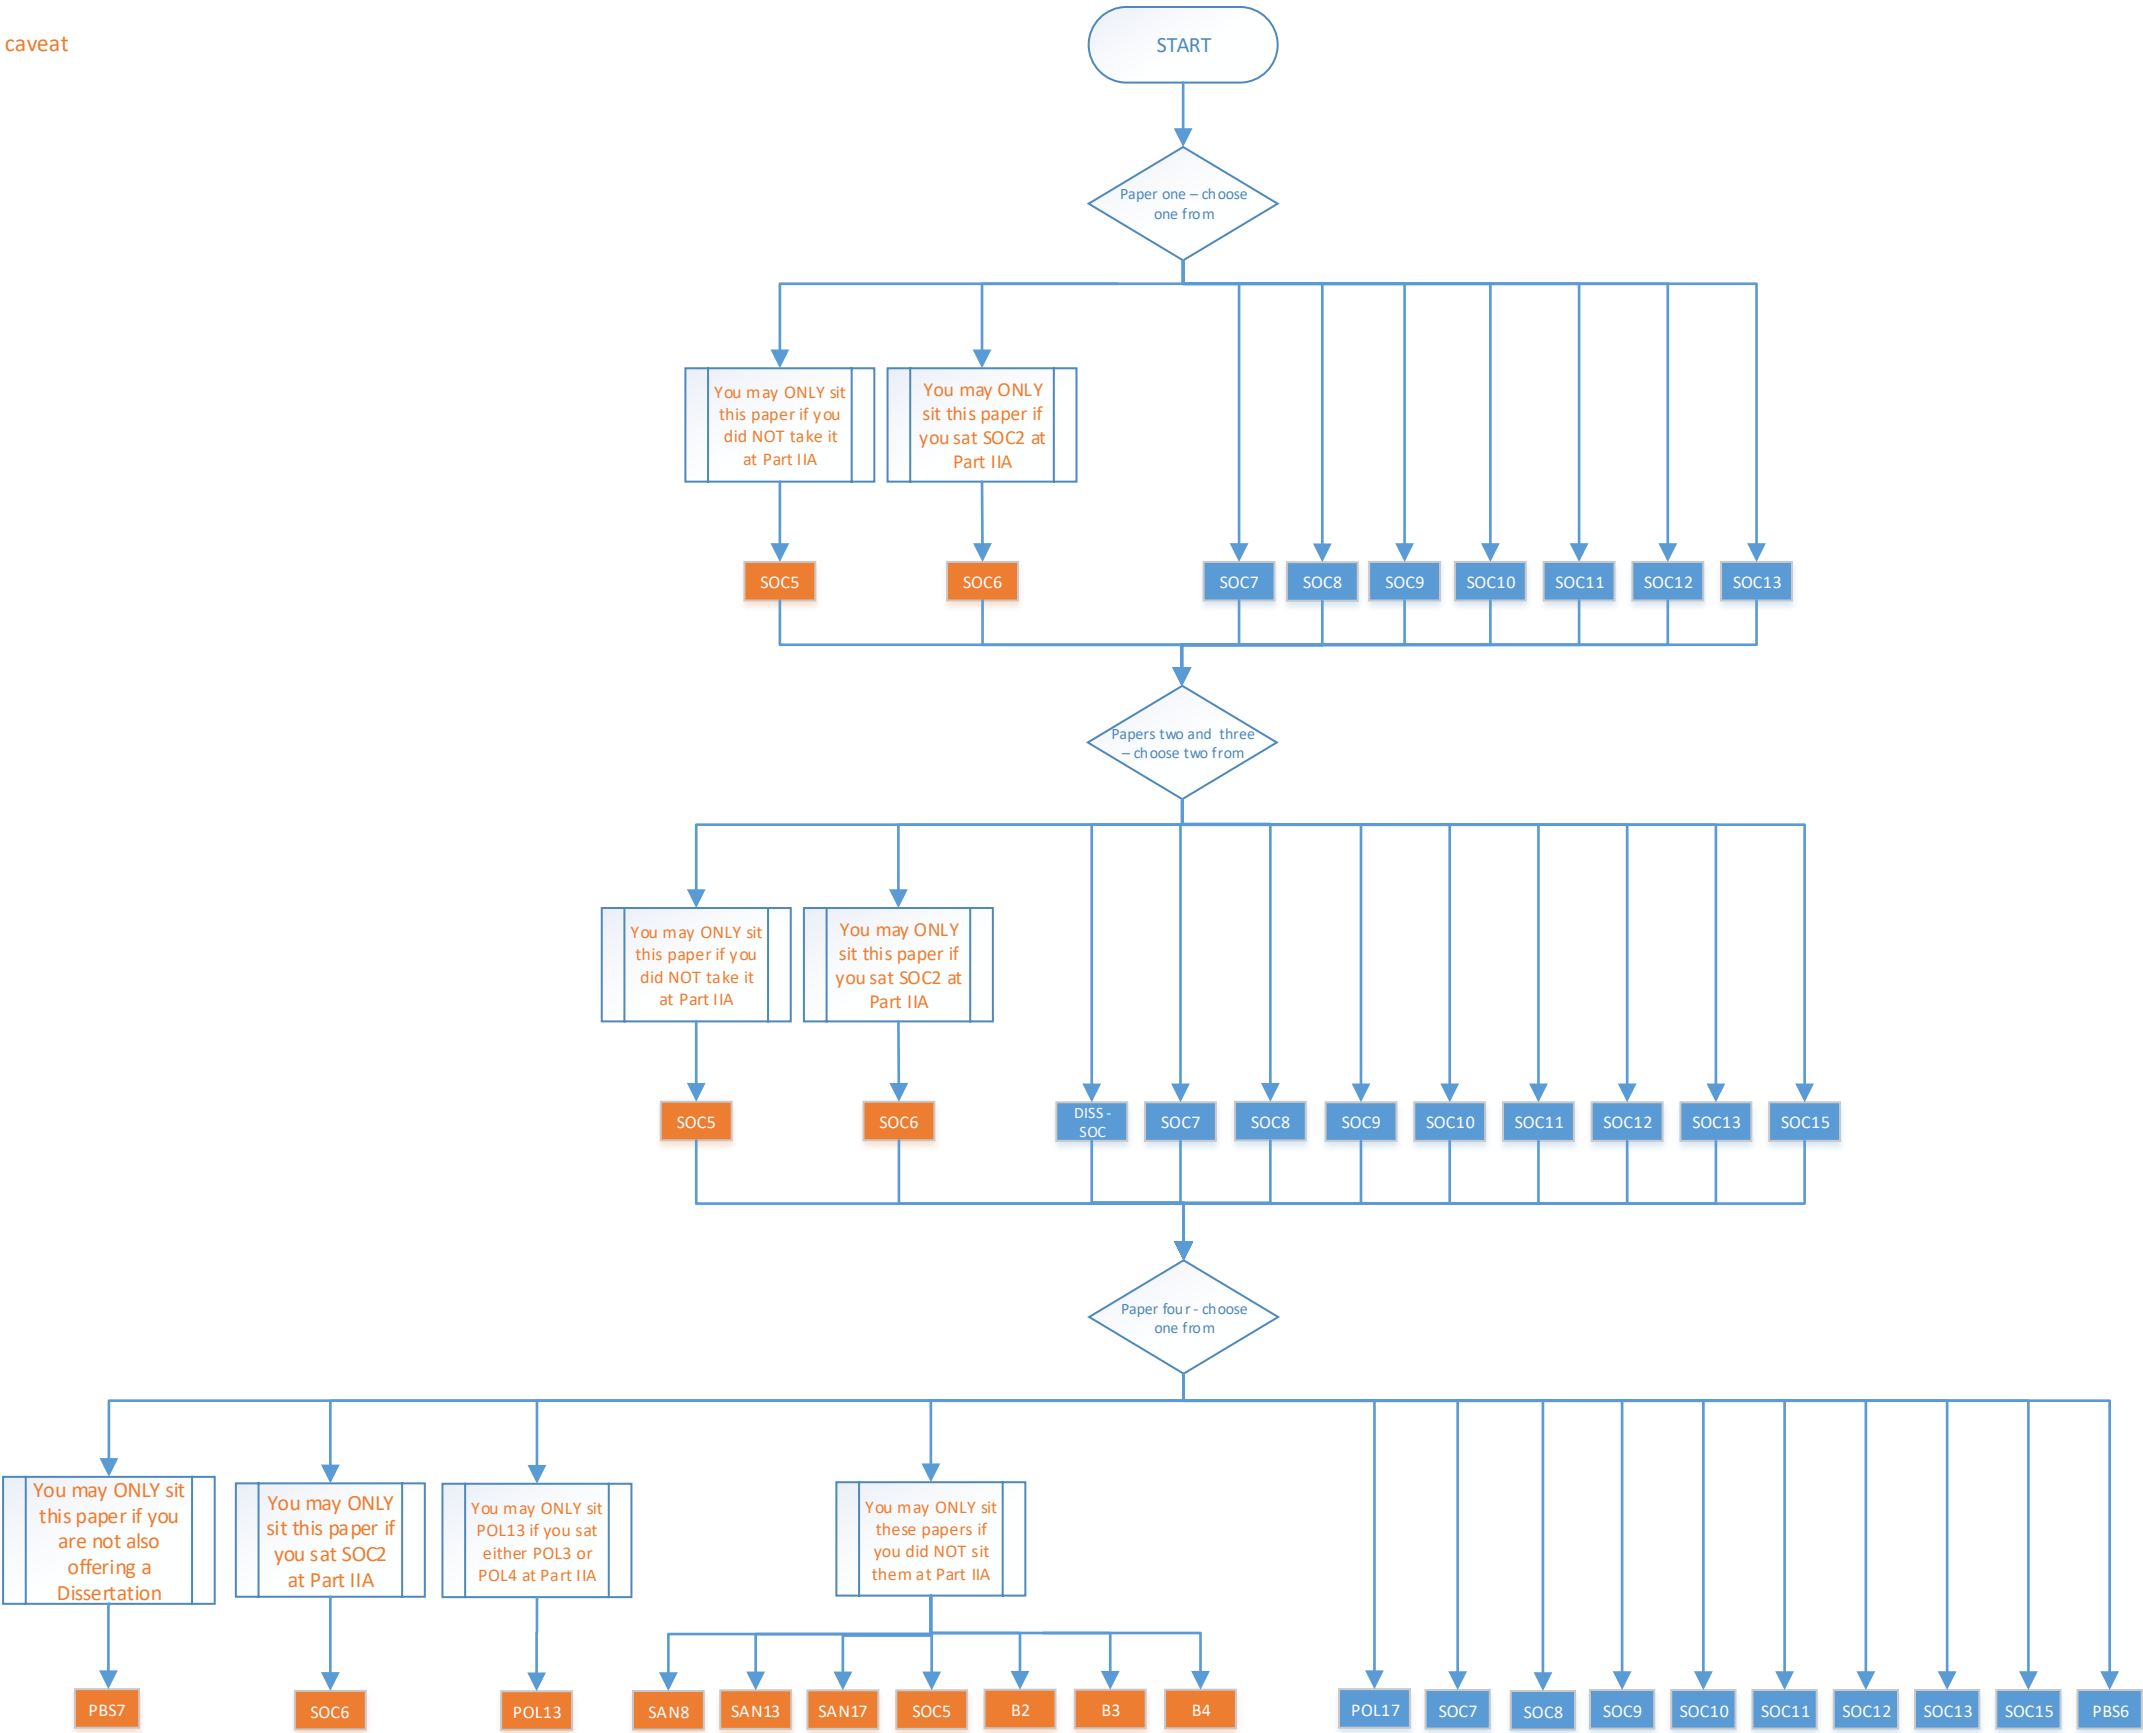 caveat
START
Paper one – choose
one from
You may ONLY sit
this paper if you
did NOT take it
at Part IIA
You may ONLY
sit this paper if
you sat SOC2 at
Part IIA
SOC5
SOC6
SOC7
SOC8
SOC9
SOC10
SOC11
SOC12
SOC13
Papers two and three
– choose two from
You may ONLY sit
this paper if you
did NOT take it
at Part IIA
You may ONLY
sit this paper if
you sat SOC2 at
Part IIA
SOC5
SOC6
DISS -
SOC
SOC7
SOC8
SOC9
SOC10
SOC11
SOC12
SOC13
SOC15
Paper four - choose
one from
You may ONLY sit
this paper if you
are not also
offering a
Dissertation
You may ONLY
sit this paper if
you sat SOC2
at Part IIA
You may ONLY sit
POL13 if you sat
either POL3 or
POL4 at Part IIA
You may ONLY sit
these papers if
you did NOT sit
them at Part IIA
PBS7
SOC6
POL13
SAN8
SAN13
SAN17
SOC5
B2
B3
B4
POL17
SOC7
SOC8
SOC9
SOC10
SOC11
SOC12
SOC13
SOC15
PBS6